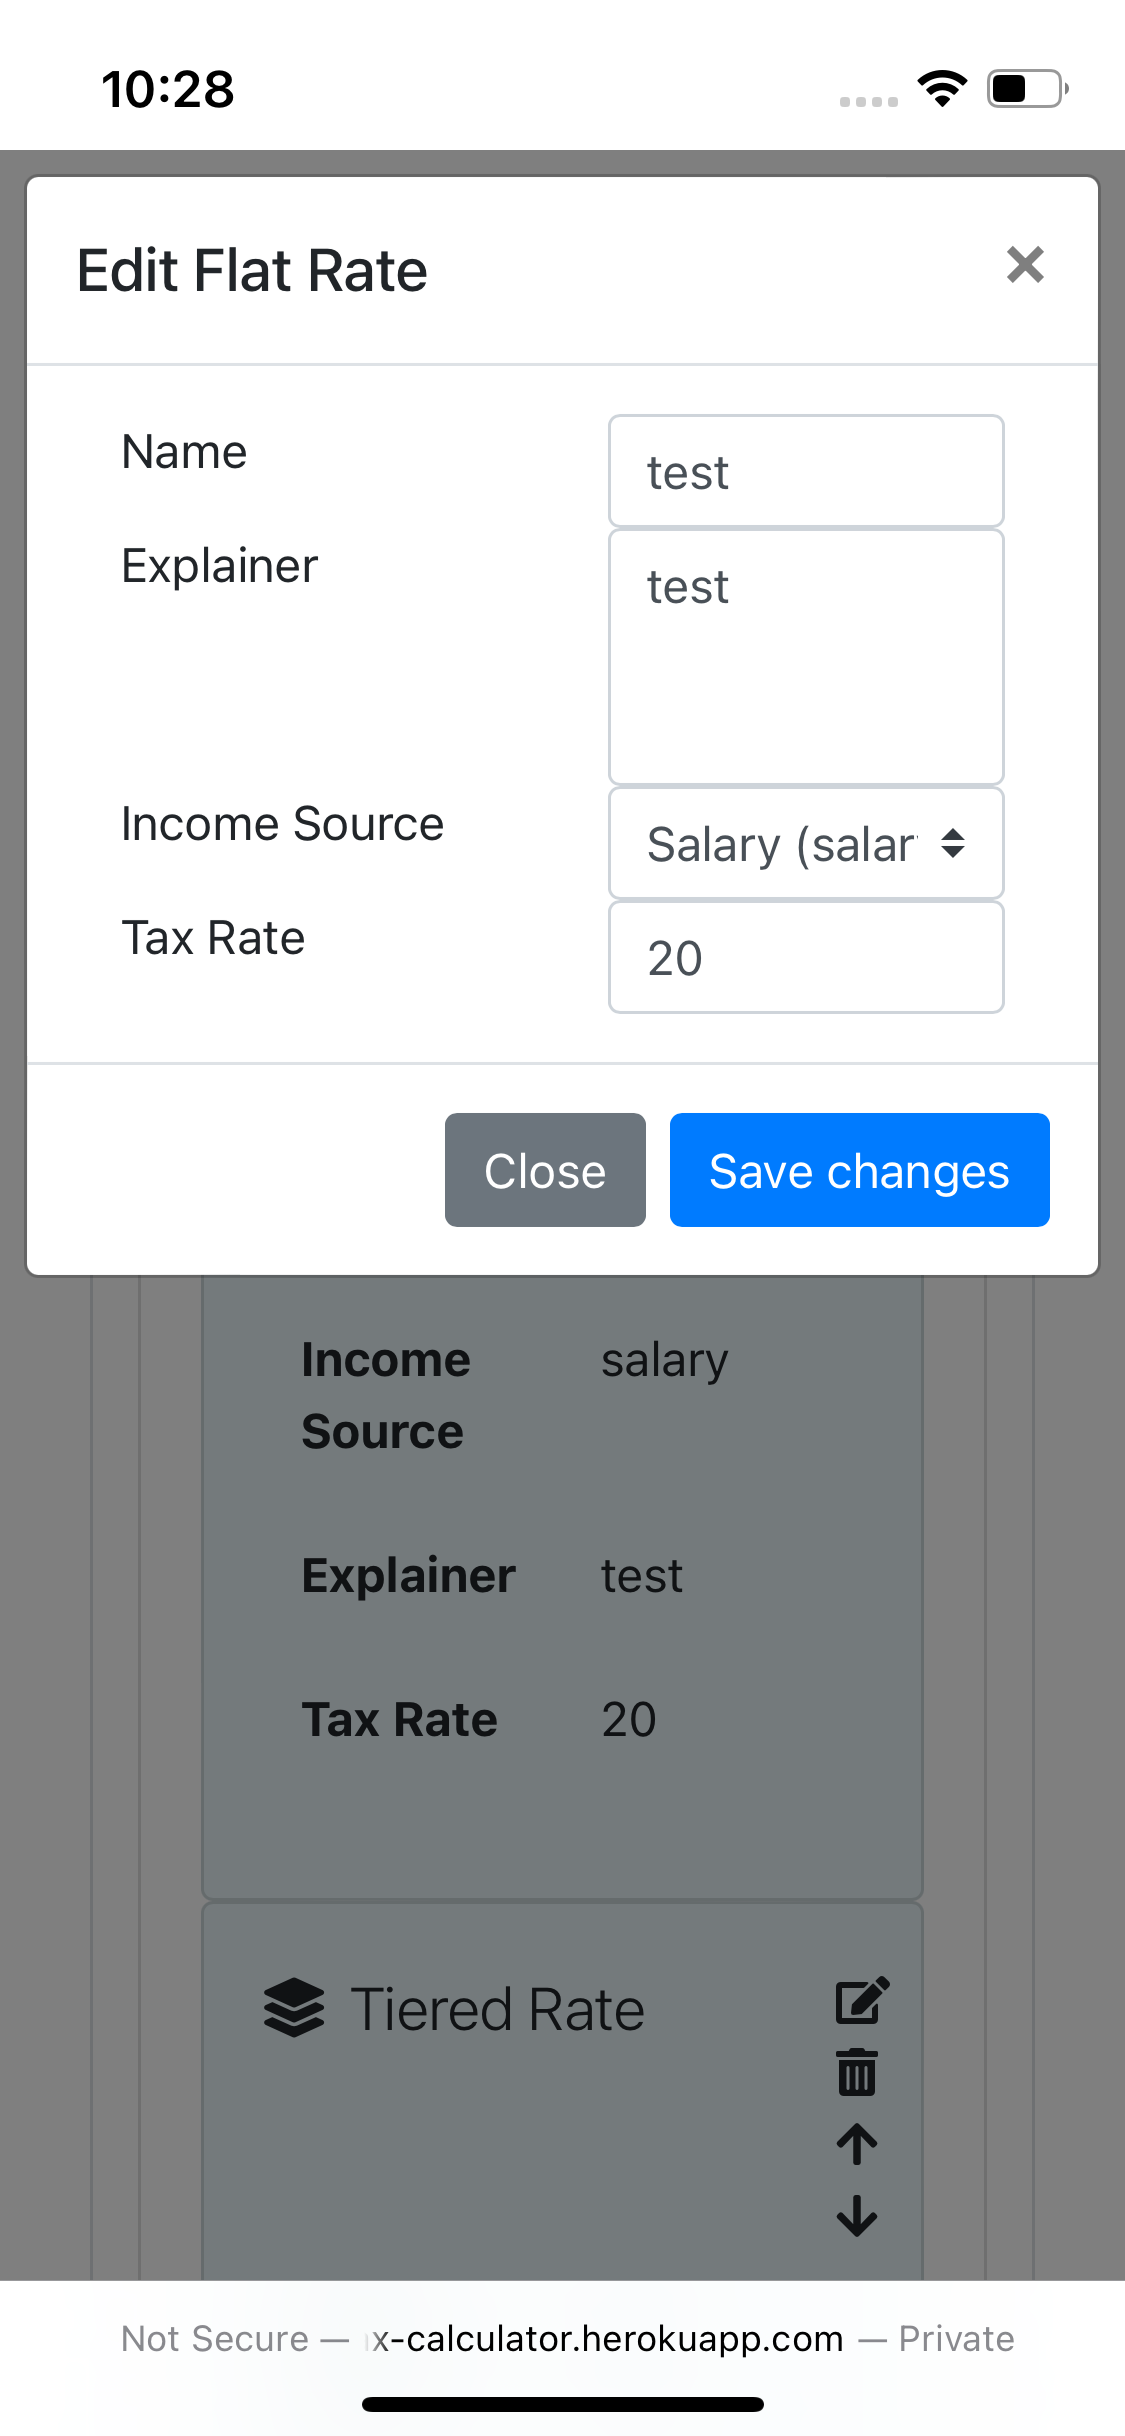 10:28
Edit Flat Rate
Name
test
Explainer
test
Income Source
Salary (salar
Tax Rate
20
Close
Save changes
Income Source
salary
Explainer
test
Tax Rate
20
Tiered Rate
Not Secure — x-calculator.herokuapp.com — Private